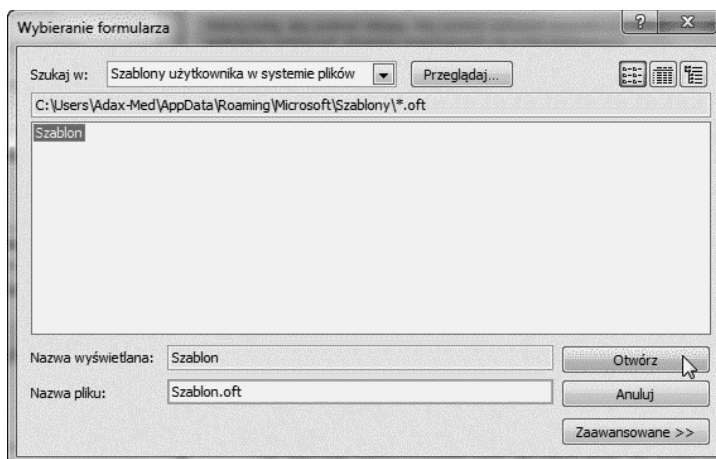 Wybieranie formularza
Szukaj w: Szablony użytkownika w systemie plików Przeglądaj...
C:\Users\Adax-Med\AppData\Roaming\Microsoft\Szablony\*.oft
Szablon
Nazwa wyświetlana: Szablon Otwórz
Nazwa pliku: Szablon.oft Anuluj
Zaawansowane >>